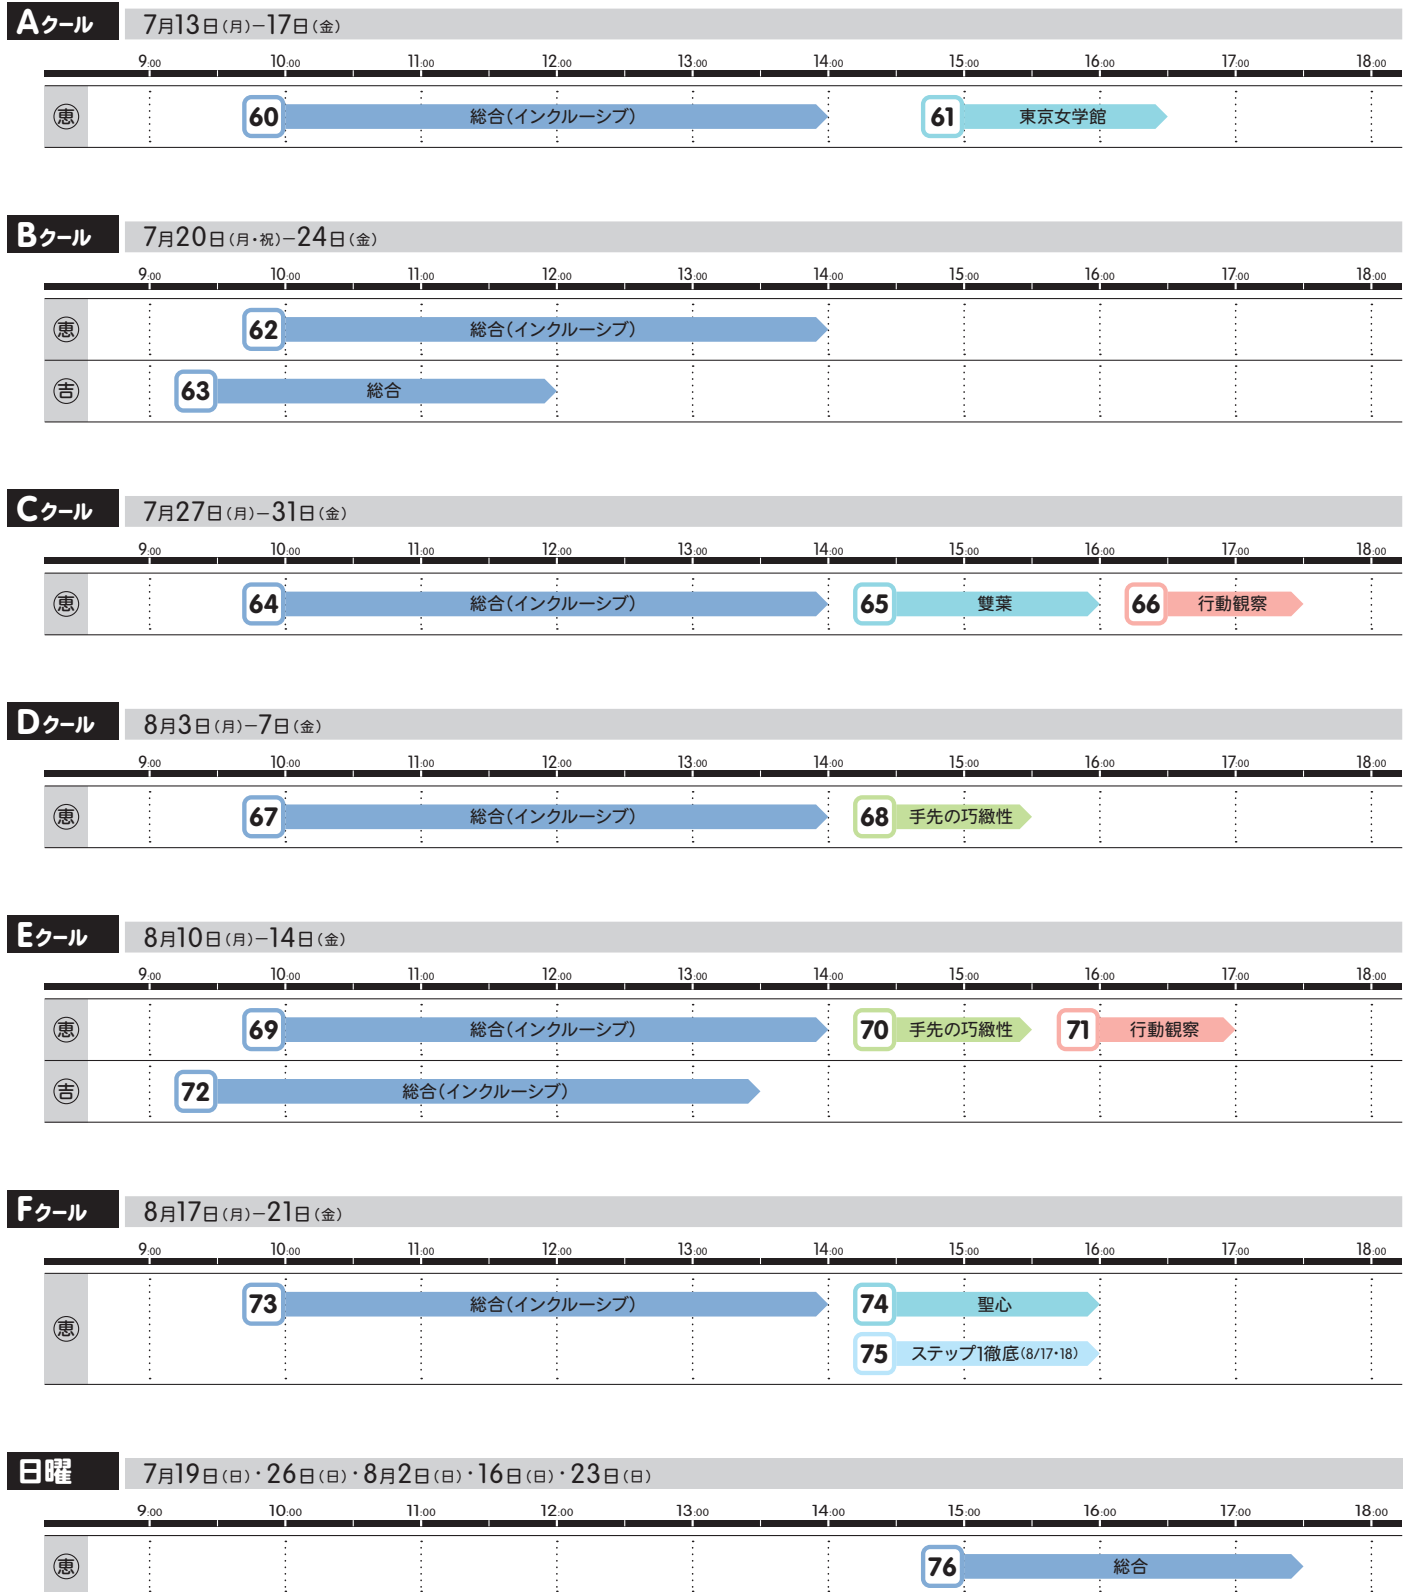 Aクール 7月13日(月)−17日(金)
9:00 10:00 11:00 12:00 13:00 14:00 15:00 16:00 17:00 18:00
恵 60 総合(インクルーシブ) 61 東京女学館
Bクール 7月20日(月・祝)−24日(金)
9:00 10:00 11:00 12:00 13:00 14:00 15:00 16:00 17:00 18:00
恵 62 総合(インクルーシブ)
吉 63 総合
Cクール 7月27日(月)−31日(金)
9:00 10:00 11:00 12:00 13:00 14:00 15:00 16:00 17:00 18:00
恵 64 総合(インクルーシブ) 65 雙葉 66 行動観察
Dクール 8月3日(月)−7日(金)
9:00 10:00 11:00 12:00 13:00 14:00 15:00 16:00 17:00 18:00
恵 67 総合(インクルーシブ) 68 手先の巧緻性
Eクール 8月10日(月)−14日(金)
9:00 10:00 11:00 12:00 13:00 14:00 15:00 16:00 17:00 18:00
恵 69 総合(インクルーシブ) 70 手先の巧緻性 71 行動観察
吉 72 総合(インクルーシブ)
Fクール 8月17日(月)−21日(金)
9:00 10:00 11:00 12:00 13:00 14:00 15:00 16:00 17:00 18:00
恵 73 総合(インクルーシブ) 74 聖心
75 ステップ1徹底(8/17・18)
日曜 7月19日(日)・26日(日)・8月2日(日)・16日(日)・23日(日)
9:00 10:00 11:00 12:00 13:00 14:00 15:00 16:00 17:00 18:00
恵 76 総合